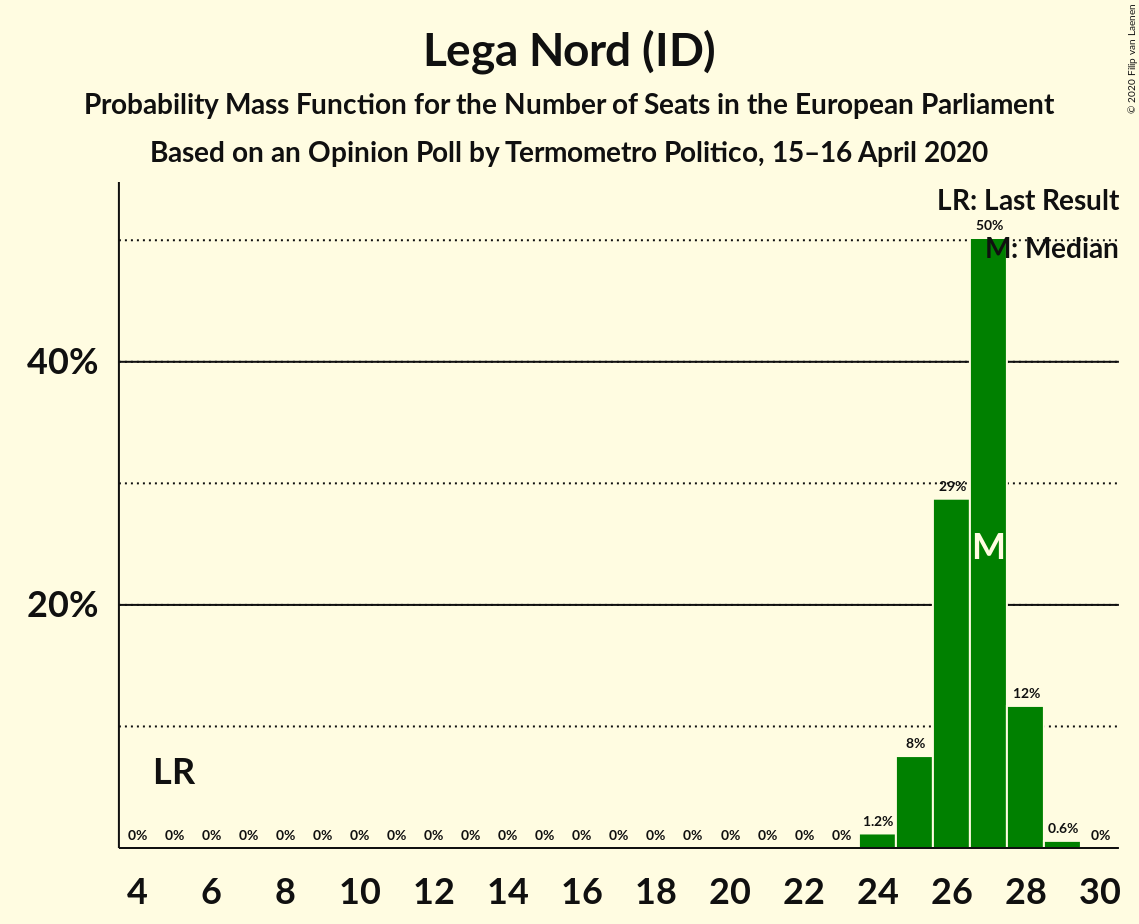 Lega Nord (ID)
Probability Mass Function for the Number of Seats in the European Parliament
Based on an Opinion Poll by Termometro Politico, 15–16 April 2020
© 2020 Filip van Laenen
LR: Last Result
M: Median
50%
40%
29%
M
20%
12%
8%
LR
1.2%
0.6%
0% 0% 0% 0% 0% 0% 0% 0% 0% 0% 0% 0% 0% 0% 0% 0% 0% 0% 0% 0% 0%
4 6 8 10 12 14 16 18 20 22 24 26 28 30